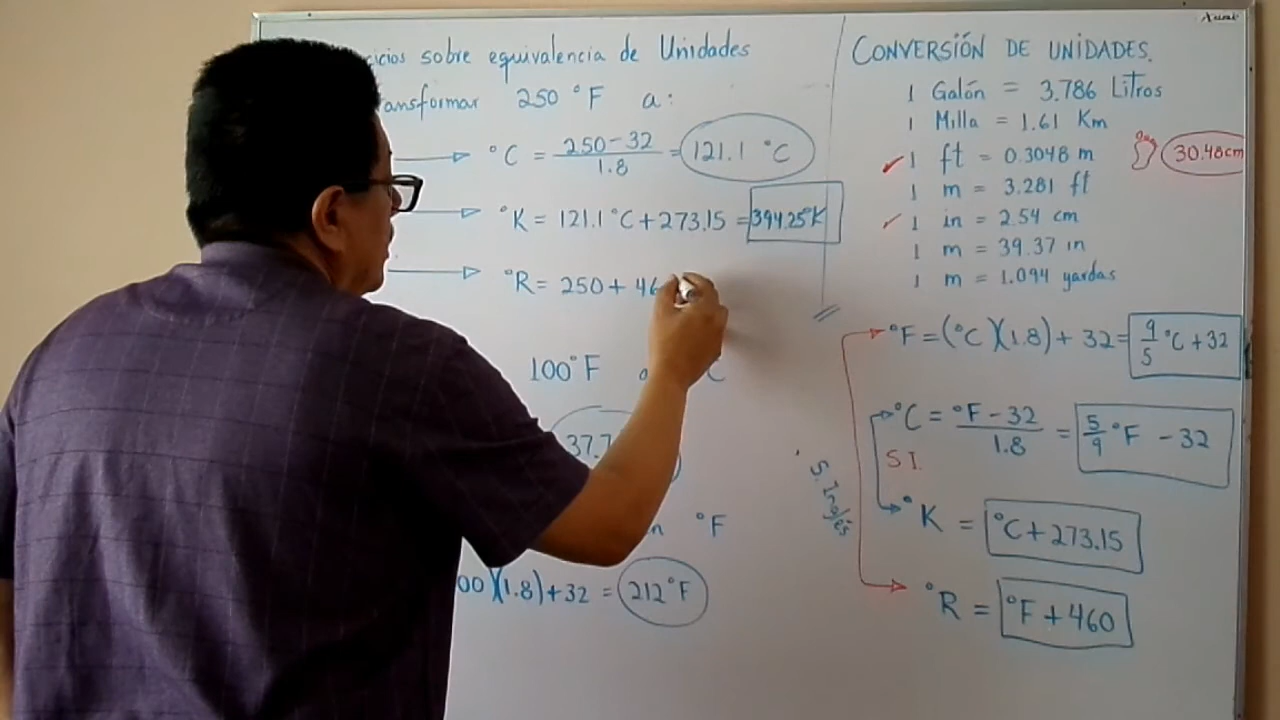 sobre equivalencia de Unidades
250 °F a:
°C = 250-32 / 1.8 = 121.1 °C
°K = 121.1 °C + 273.15 = 394.25°K
°R = 250 + 46
100°F
37.7
°F
00)(1.8)+32 = 212°F
CONVERSIÓN DE UNIDADES.
1 Galón = 3.786 Litros
1 Milla = 1.61 Km
1 ft = 0.3048 m
30.48cm
1 m = 3.281 ft
1 in = 2.54 cm
1 m = 39.37 in
1 m = 1.094 yardas
°F = (°C)(1.8) + 32 = 9/5 °C + 32
°C = °F - 32 / 1.8 = 5/9 °F - 32
S I.
S. Inglés
°K = °C + 273.15
°R = °F + 460